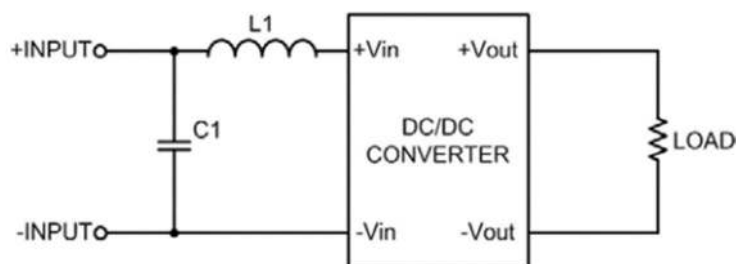 L1
+INPUT
+Vin
+Vout
C1
DC/DC
CONVERTER
LOAD
-INPUT
-Vin
-Vout